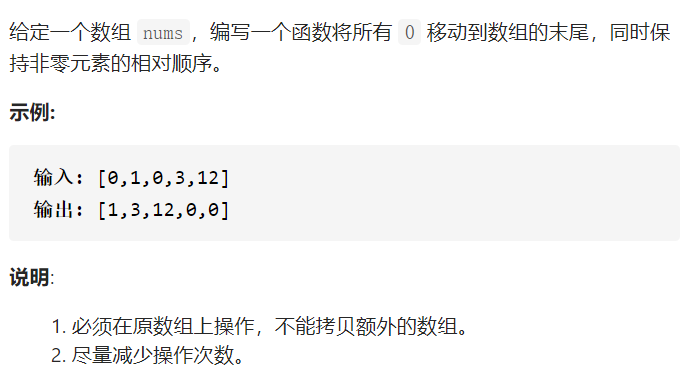 给定一个数组 nums，编写一个函数将所有 0 移动到数组的末尾，同时保
持非零元素的相对顺序。
示例:
输入: [0,1,0,3,12]
输出: [1,3,12,0,0]
说明:
1. 必须在原数组上操作，不能拷贝额外的数组。
2. 尽量减少操作次数。